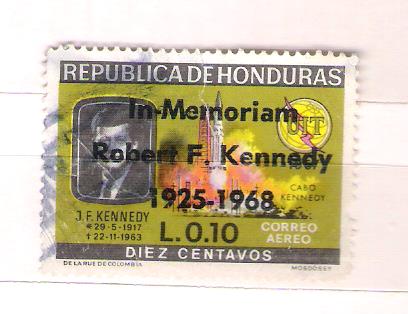 REPUBLICA DE HONDURAS
In Memoriam
UIT
Robert F. Kennedy
CABO
KENNEDY
1925-1968
J.F. KENNEDY
*29-5-1917
+22-11-1963
L.0.10
CORREO
AEREO
DIEZ CENTAVOS
DE LA RUE DE COLOMBIA